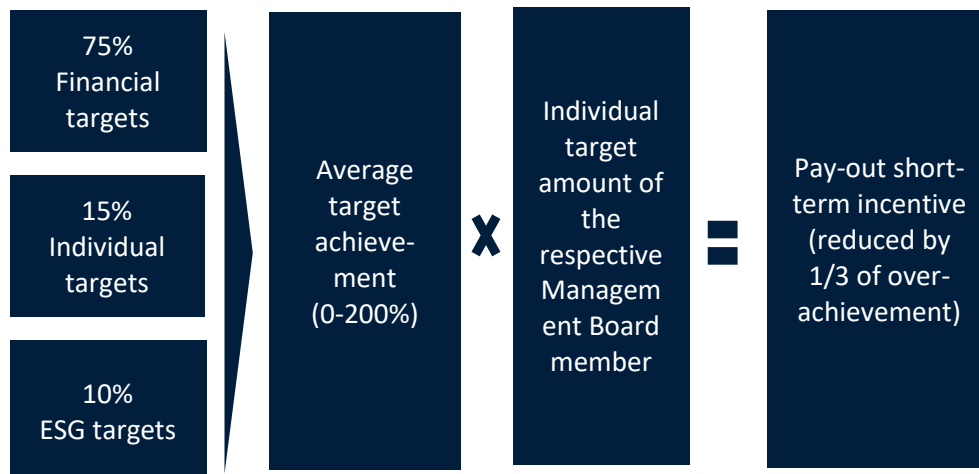 75%
Financial
targets
15%
Individual
targets
10%
ESG targets
Average
target
achieve-
ment
(0-200%)
x
Individual
target
amount of
the
respective
Managem
ent Board
member
=
Pay-out short-
term incentive
(reduced by
1/3 of over-
achievement)